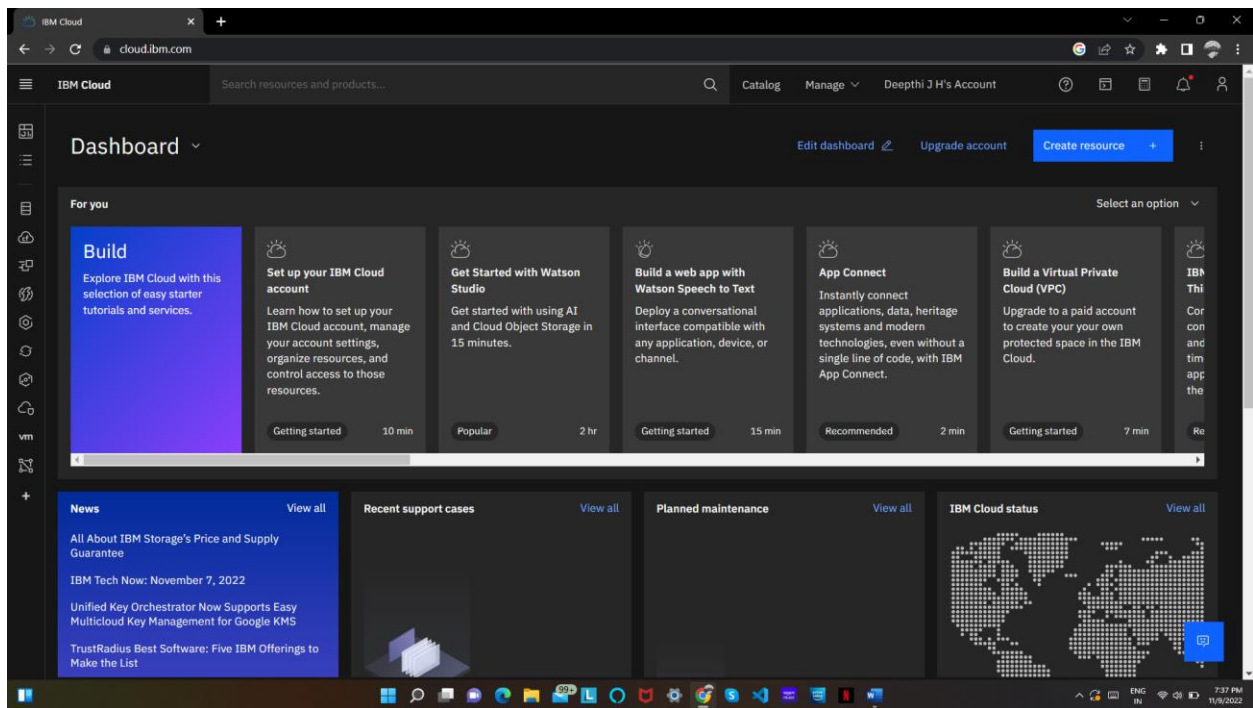 IBM Cloud
cloud.ibm.com
IBM Cloud
Search resources and products...
Catalog
Manage
Deepthi J H's Account
Dashboard
Edit dashboard
Upgrade account
Create resource +
For you
Select an option
Build
Explore IBM Cloud with this
selection of easy starter
tutorials and services.
Set up your IBM Cloud
account
Learn how to set up your
IBM Cloud account, manage
your account settings,
organize resources, and
control access to those
resources.
Getting started
10 min
Get Started with Watson
Studio
Get started with using AI
and Cloud Object Storage in
15 minutes.
Popular
2 hr
Build a web app with
Watson Speech to Text
Deploy a conversational
interface compatible with
any application, device, or
channel.
Getting started
15 min
App Connect
Instantly connect
applications, data, heritage
systems and modern
technologies, even without a
single line of code, with IBM
App Connect.
Recommended
2 min
Build a Virtual Private
Cloud (VPC)
Upgrade to a paid account
to create your your own
protected space in the IBM
Cloud.
Getting started
7 min
IBM
Thi
Cor
con
and
tim
app
the
Re
vm
News
View all
All About IBM Storage's Price and Supply
Guarantee
IBM Tech Now: November 7, 2022
Unified Key Orchestrator Now Supports Easy
Multicloud Key Management for Google KMS
TrustRadius Best Software: Five IBM Offerings to
Make the List
Recent support cases
View all
Planned maintenance
View all
IBM Cloud status
View all
99+
ENG
IN
7:37 PM
11/9/2022